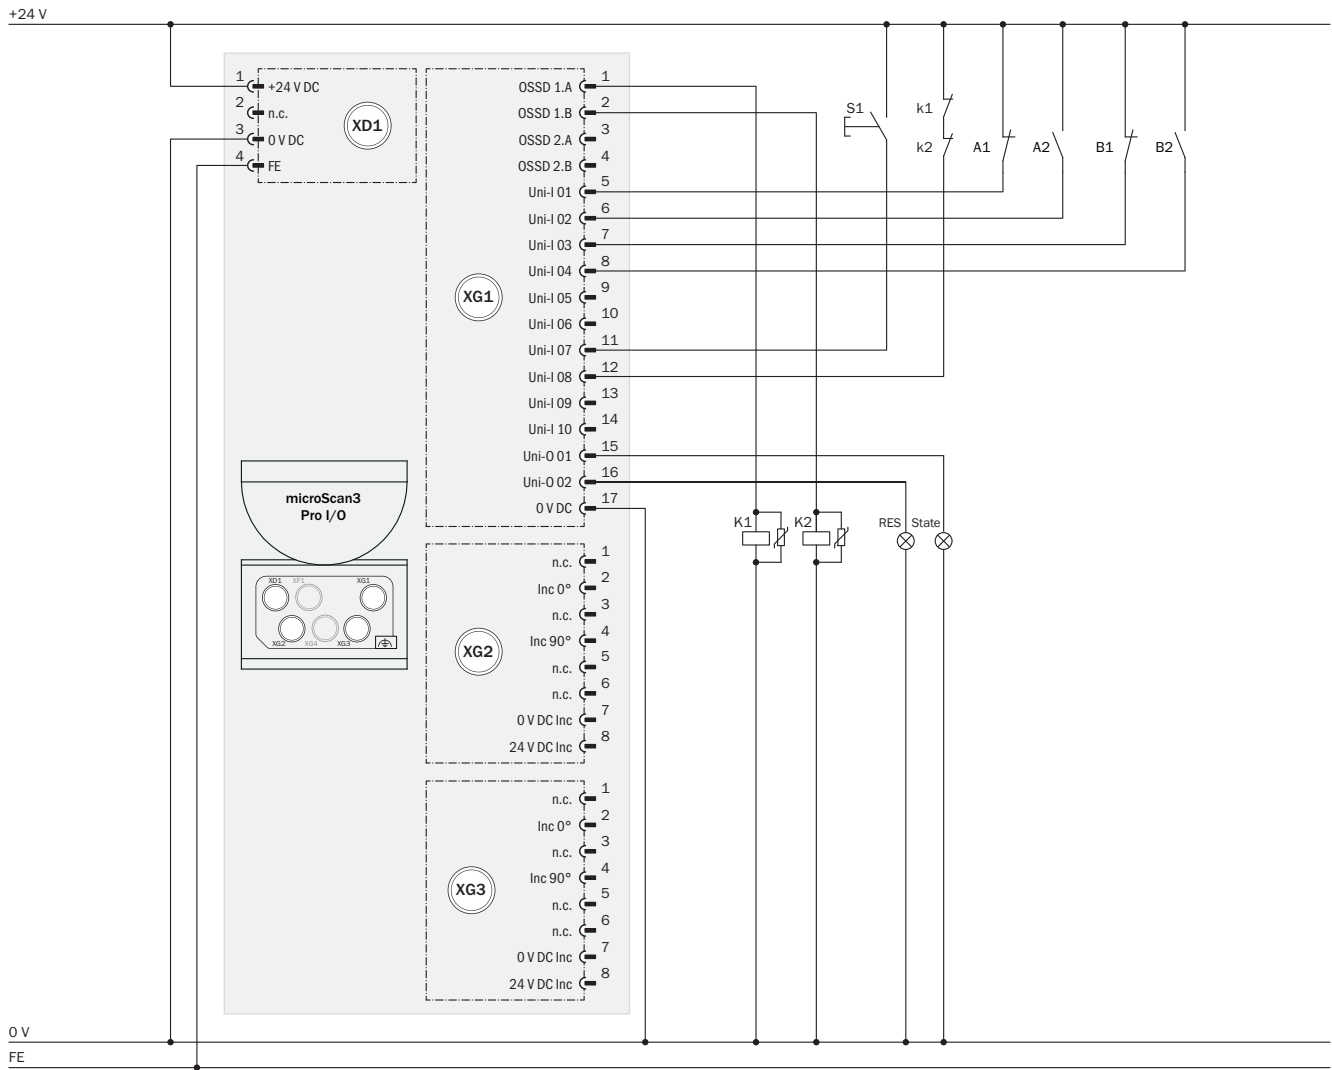 +24 V
1
+24 V DC
2
n.c.
3
0 V DC
4
FE
XD1
OSSD 1.A
1
OSSD 1.B
2
OSSD 2.A
3
OSSD 2.B
4
Uni-I 01
5
Uni-I 02
6
Uni-I 03
7
Uni-I 04
8
Uni-I 05
9
Uni-I 06
10
Uni-I 07
11
Uni-I 08
12
Uni-I 09
13
Uni-I 10
14
Uni-O 01
15
Uni-O 02
16
0 V DC
17
XG1
S1
k1
k2
A1
A2
B1
B2
K1
K2
RES
State
microScan3
Pro I/O
XD1
XF1
XG1
XG2
XG4
XG3
n.c.
1
Inc 0°
2
n.c.
3
Inc 90°
4
n.c.
5
n.c.
6
0 V DC Inc
7
24 V DC Inc
8
XG2
n.c.
1
Inc 0°
2
n.c.
3
Inc 90°
4
n.c.
5
n.c.
6
0 V DC Inc
7
24 V DC Inc
8
XG3
0 V
FE